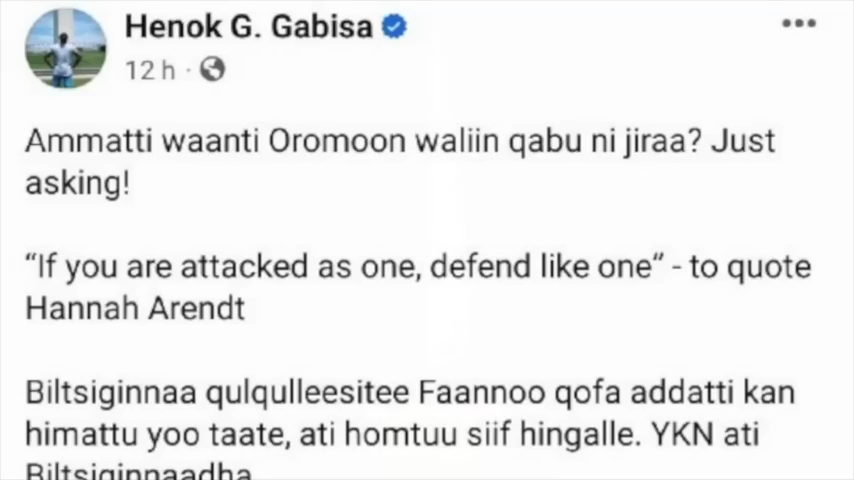 Henok G. Gabisa
12 h ·
Ammatti waanti Oromoon waliin qabu ni jiraa? Just
asking!
“If you are attacked as one, defend like one” - to quote
Hannah Arendt
Biltsiginnaa qulqulleesitee Faannoo qofa addatti kan
himattu yoo taate, ati homtuu siif hingalle. YKN ati
Biltsiginnaadha